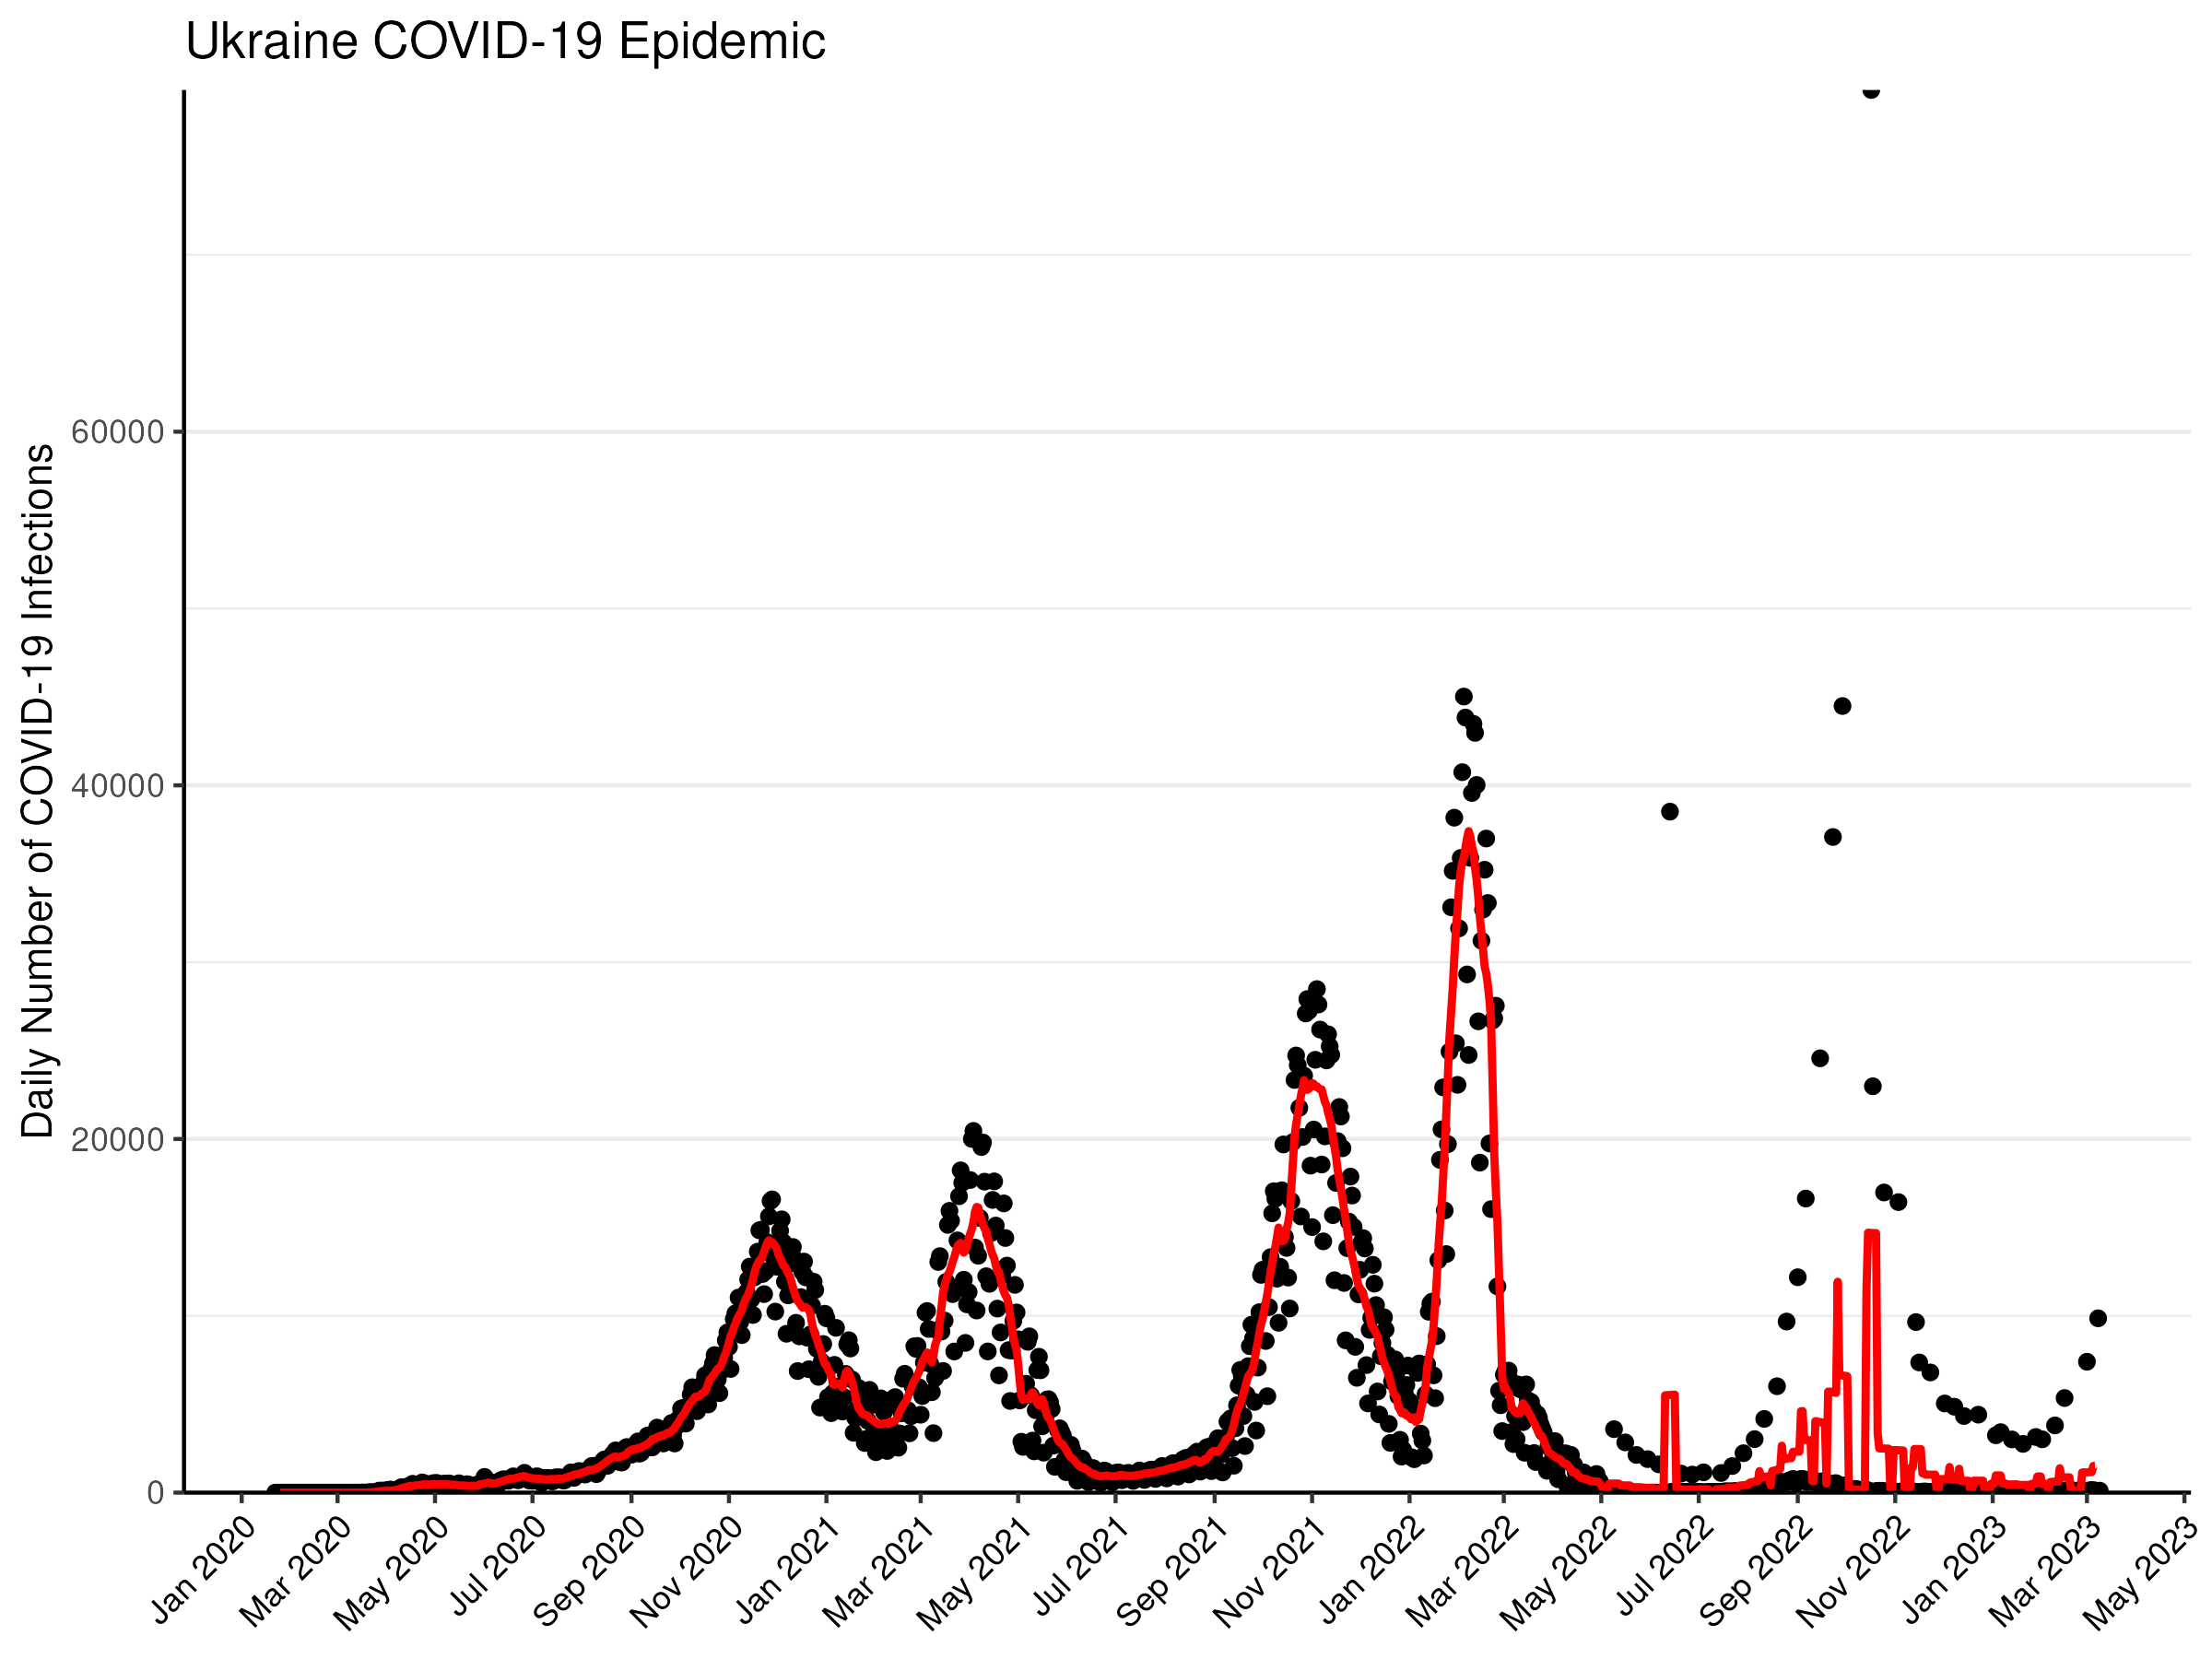 Ukraine COVID-19 Epidemic
Daily Number of COVID-19 Infections
60000
40000
20000
0
Jan 2020
Mar 2020
May 2020
Jul 2020
Sep 2020
Nov 2020
Jan 2021
Mar 2021
May 2021
Jul 2021
Sep 2021
Nov 2021
Jan 2022
Mar 2022
May 2022
Jul 2022
Sep 2022
Nov 2022
Jan 2023
Mar 2023
May 2023